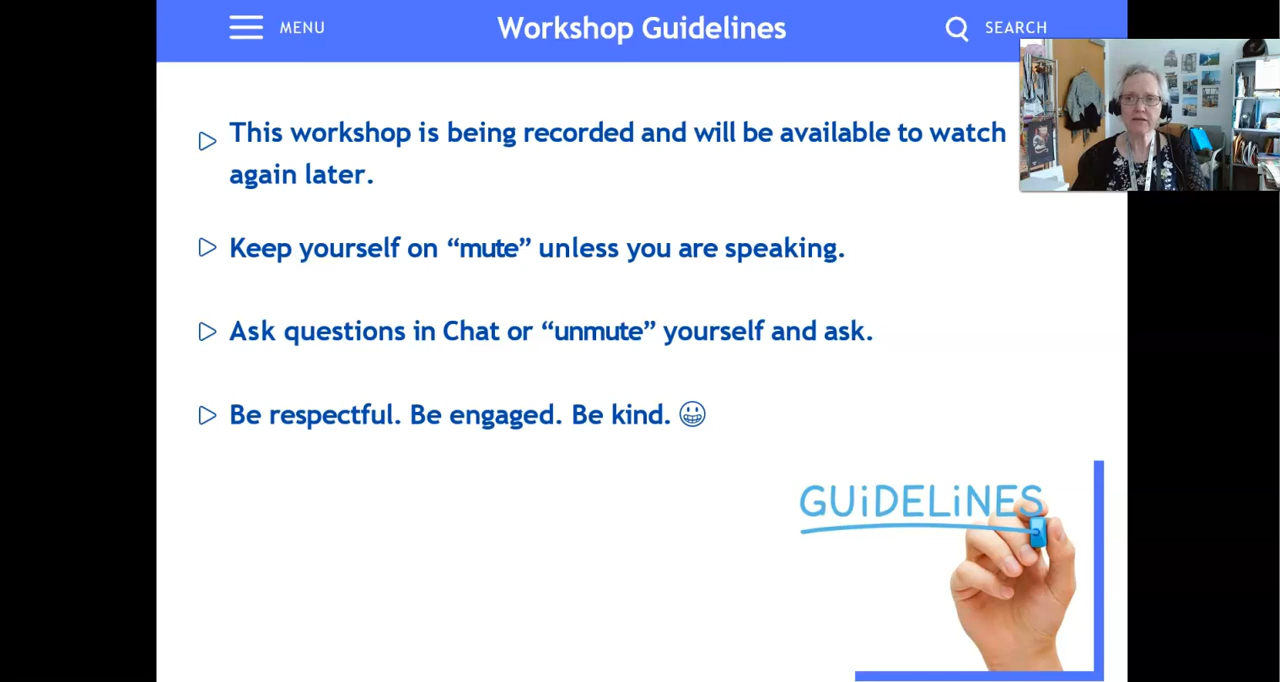 MENU
Workshop Guidelines
SEARCH
This workshop is being recorded and will be available to watch
again later.
Keep yourself on “mute” unless you are speaking.
Ask questions in Chat or “unmute” yourself and ask.
Be respectful. Be engaged. Be kind. 😀
GUiDELiNES